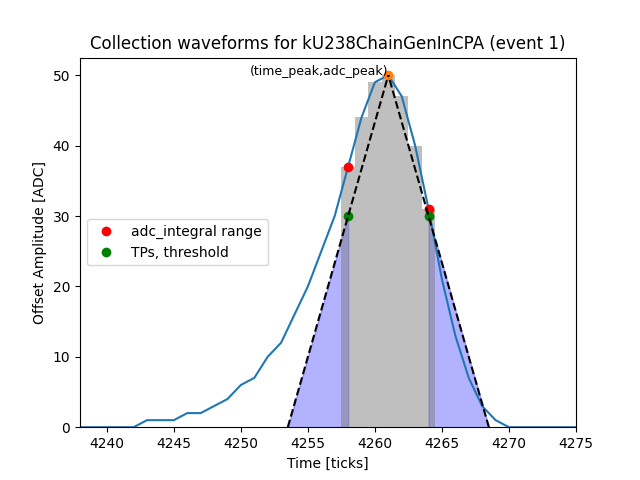 Collection waveforms for kU238ChainGenInCPA (event 1)
(time_peak,adc_peak)
50
40
30
20
10
0
Offset Amplitude [ADC]
adc_integral range
TPs, threshold
4240 4245 4250 4255 4260 4265 4270 4275
Time [ticks]